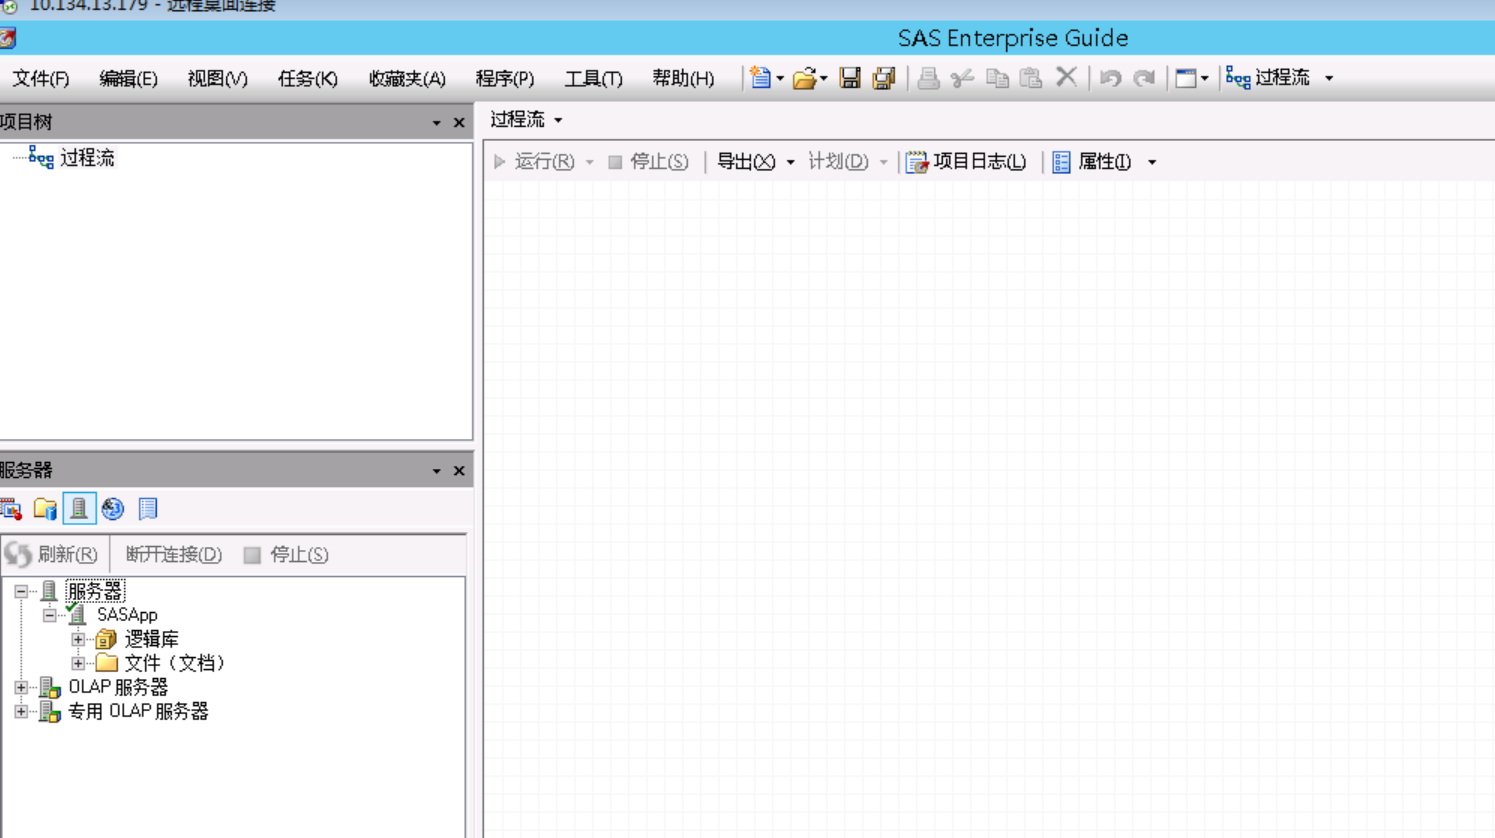 10.134.13.179 - 远程桌面连接
SAS Enterprise Guide
文件(F) 编辑(E) 视图(V) 任务(K) 收藏夹(A) 程序(P) 工具(T) 帮助(H) 过程流
项目树
过程流
过程流
运行(R) 停止(S) 导出(X) 计划(D) 项目日志(L) 属性(I)
服务器
刷新(R) 断开连接(D) 停止(S)
服务器
SASApp
逻辑库
文件（文档）
OLAP 服务器
专用 OLAP 服务器